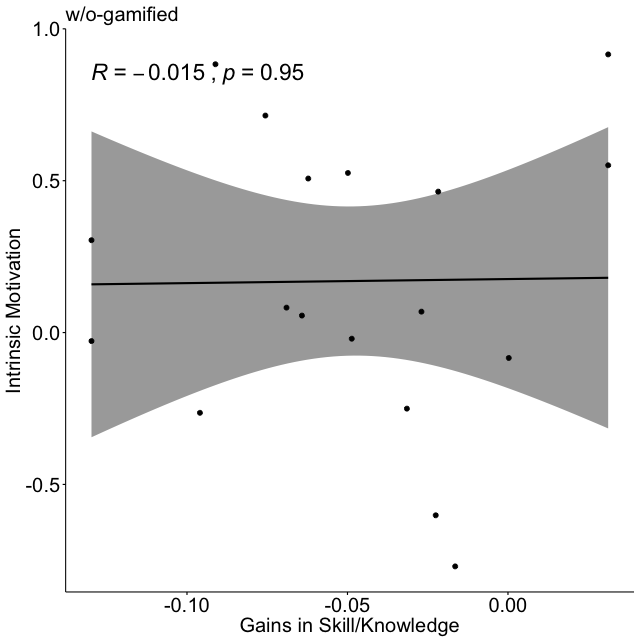 w/o-gamified
R = −0.015 , p = 0.95
1.0
0.5
0.0
-0.5
Intrinsic Motivation
-0.10 -0.05 0.00
Gains in Skill/Knowledge